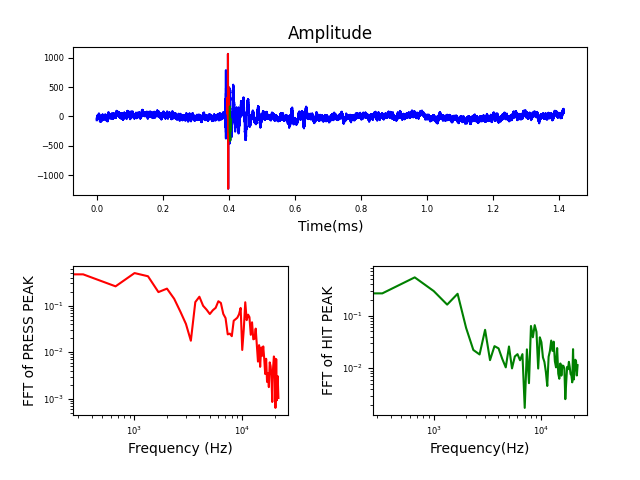 Amplitude
1000
500
0
−500
−1000
0.0 0.2 0.4 0.6 0.8 1.0 1.2 1.4
Time(ms)
FFT of PRESS PEAK
10⁻¹
10⁻²
10⁻³
10³ 10⁴
Frequency (Hz)
FFT of HIT PEAK
10⁻¹
10⁻²
10³ 10⁴
Frequency(Hz)